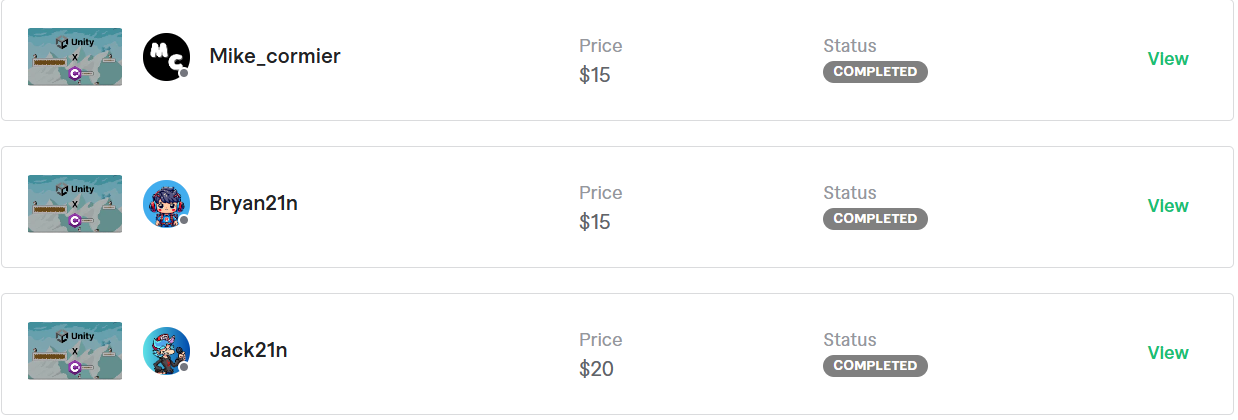 Unity
X
C#
MC
Mike_cormier
Price
$15
Status
COMPLETED
VIew
Unity
X
C#
Bryan21n
Price
$15
Status
COMPLETED
VIew
Unity
X
C#
Jack21n
Price
$20
Status
COMPLETED
VIew